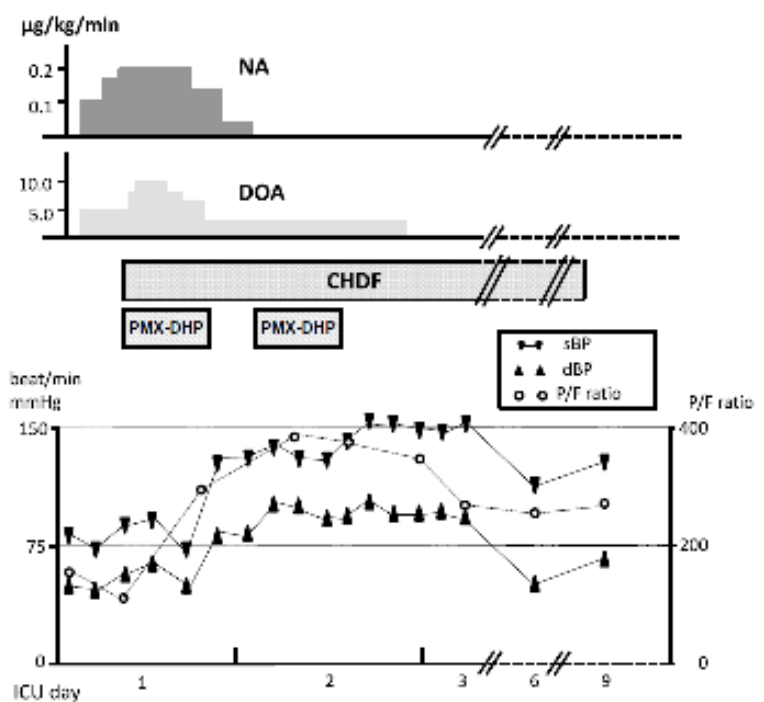 µg/kg/min
NA
0.2
0.1
DOA
10.0
5.0
CHDF
PMX-DHP PMX-DHP
sBP
dBP
P/F ratio
beat/min
mmHg
P/F ratio
150
400
75
200
0
0
1 2 3 6 9
ICU day